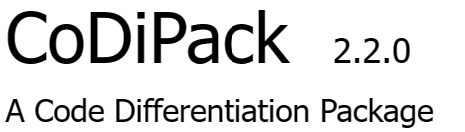 CoDiPack 2.2.0
A Code Differentiation Package